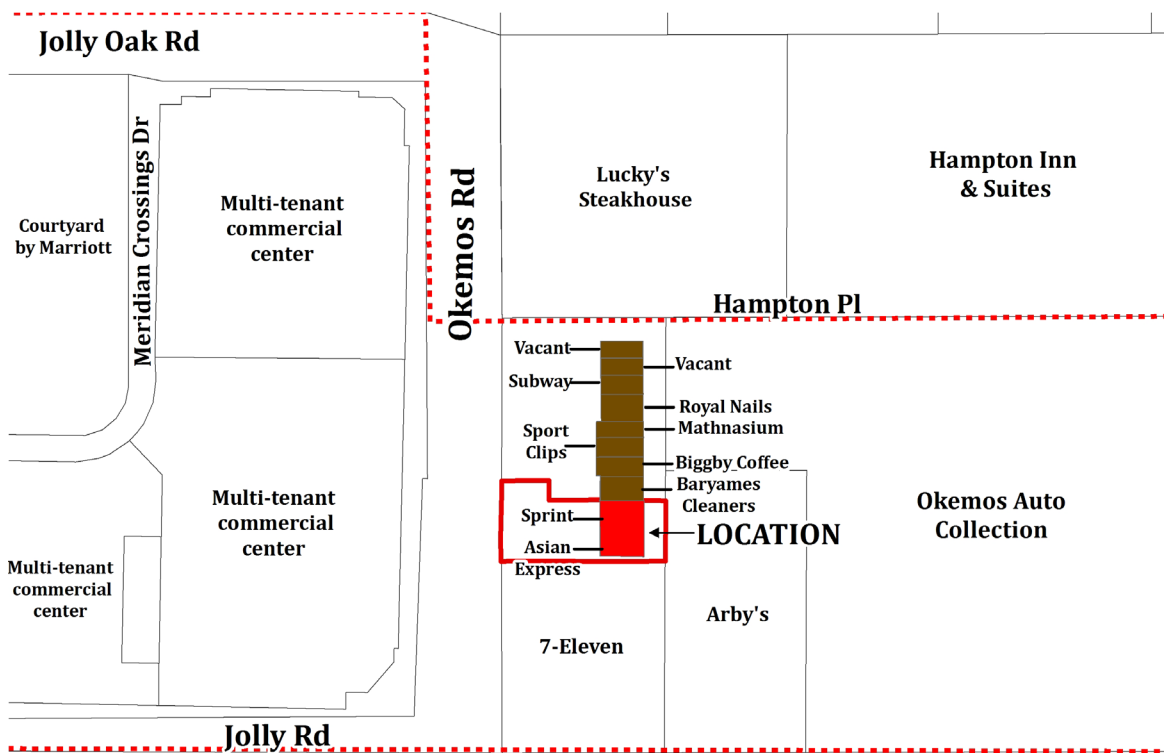 Jolly Oak Rd
Meridian Crossings Dr
Okemos Rd
Courtyard
by Marriott
Multi-tenant
commercial
center
Lucky's
Steakhouse
Hampton Inn
& Suites
Hampton Pl
Vacant
Vacant
Subway
Royal Nails
Mathnasium
Sport
Clips
Biggby Coffee
Baryames
Cleaners
Sprint
LOCATION
Asian
Express
Multi-tenant
commercial
center
Okemos Auto
Collection
Multi-tenant
commercial
center
Arby's
7-Eleven
Jolly Rd